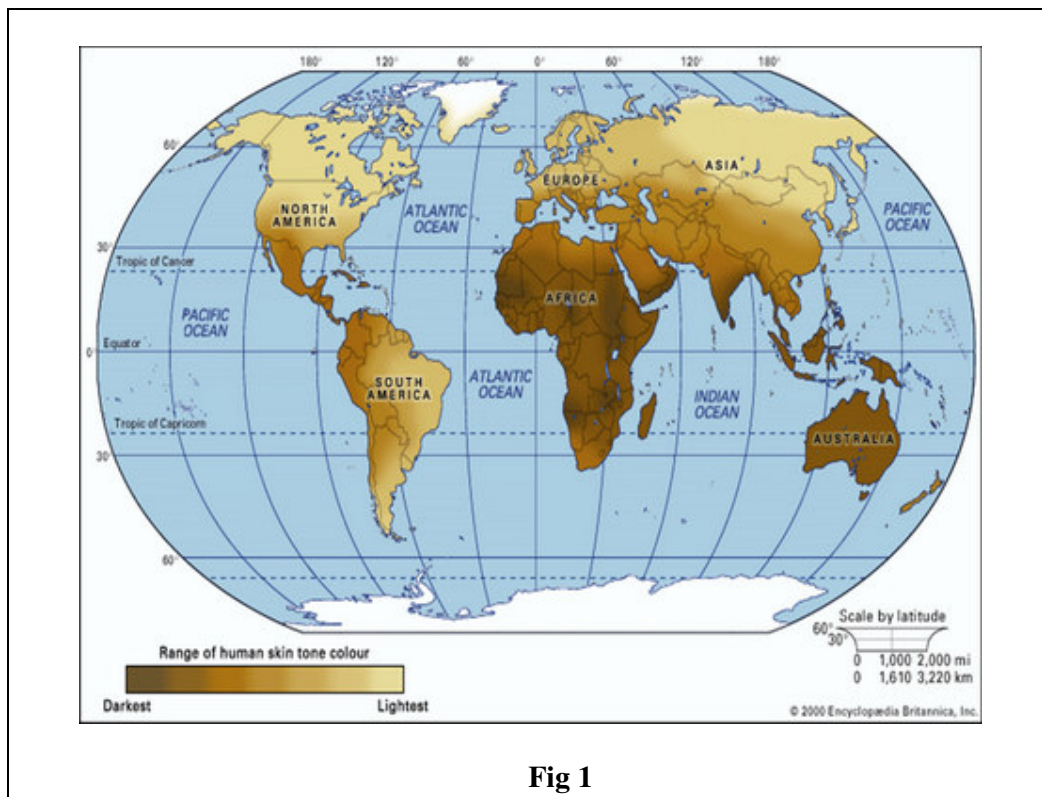 180° 120° 60° 0° 60° 120° 180°
60°
ASIA
EUROPE
NORTH
AMERICA
ATLANTIC
OCEAN
PACIFIC
OCEAN
30°
Tropic of Cancer
AFRICA
PACIFIC
OCEAN
Equator
0°
SOUTH
AMERICA
ATLANTIC
OCEAN
INDIAN
OCEAN
Tropic of Capricorn
AUSTRALIA
30°
60°
Scale by latitude
60°
30°
0 1,000 2,000 mi
0 1,610 3,220 km
Range of human skin tone colour
Darkest Lightest
© 2000 Encyclopædia Britannica, Inc.
Fig 1